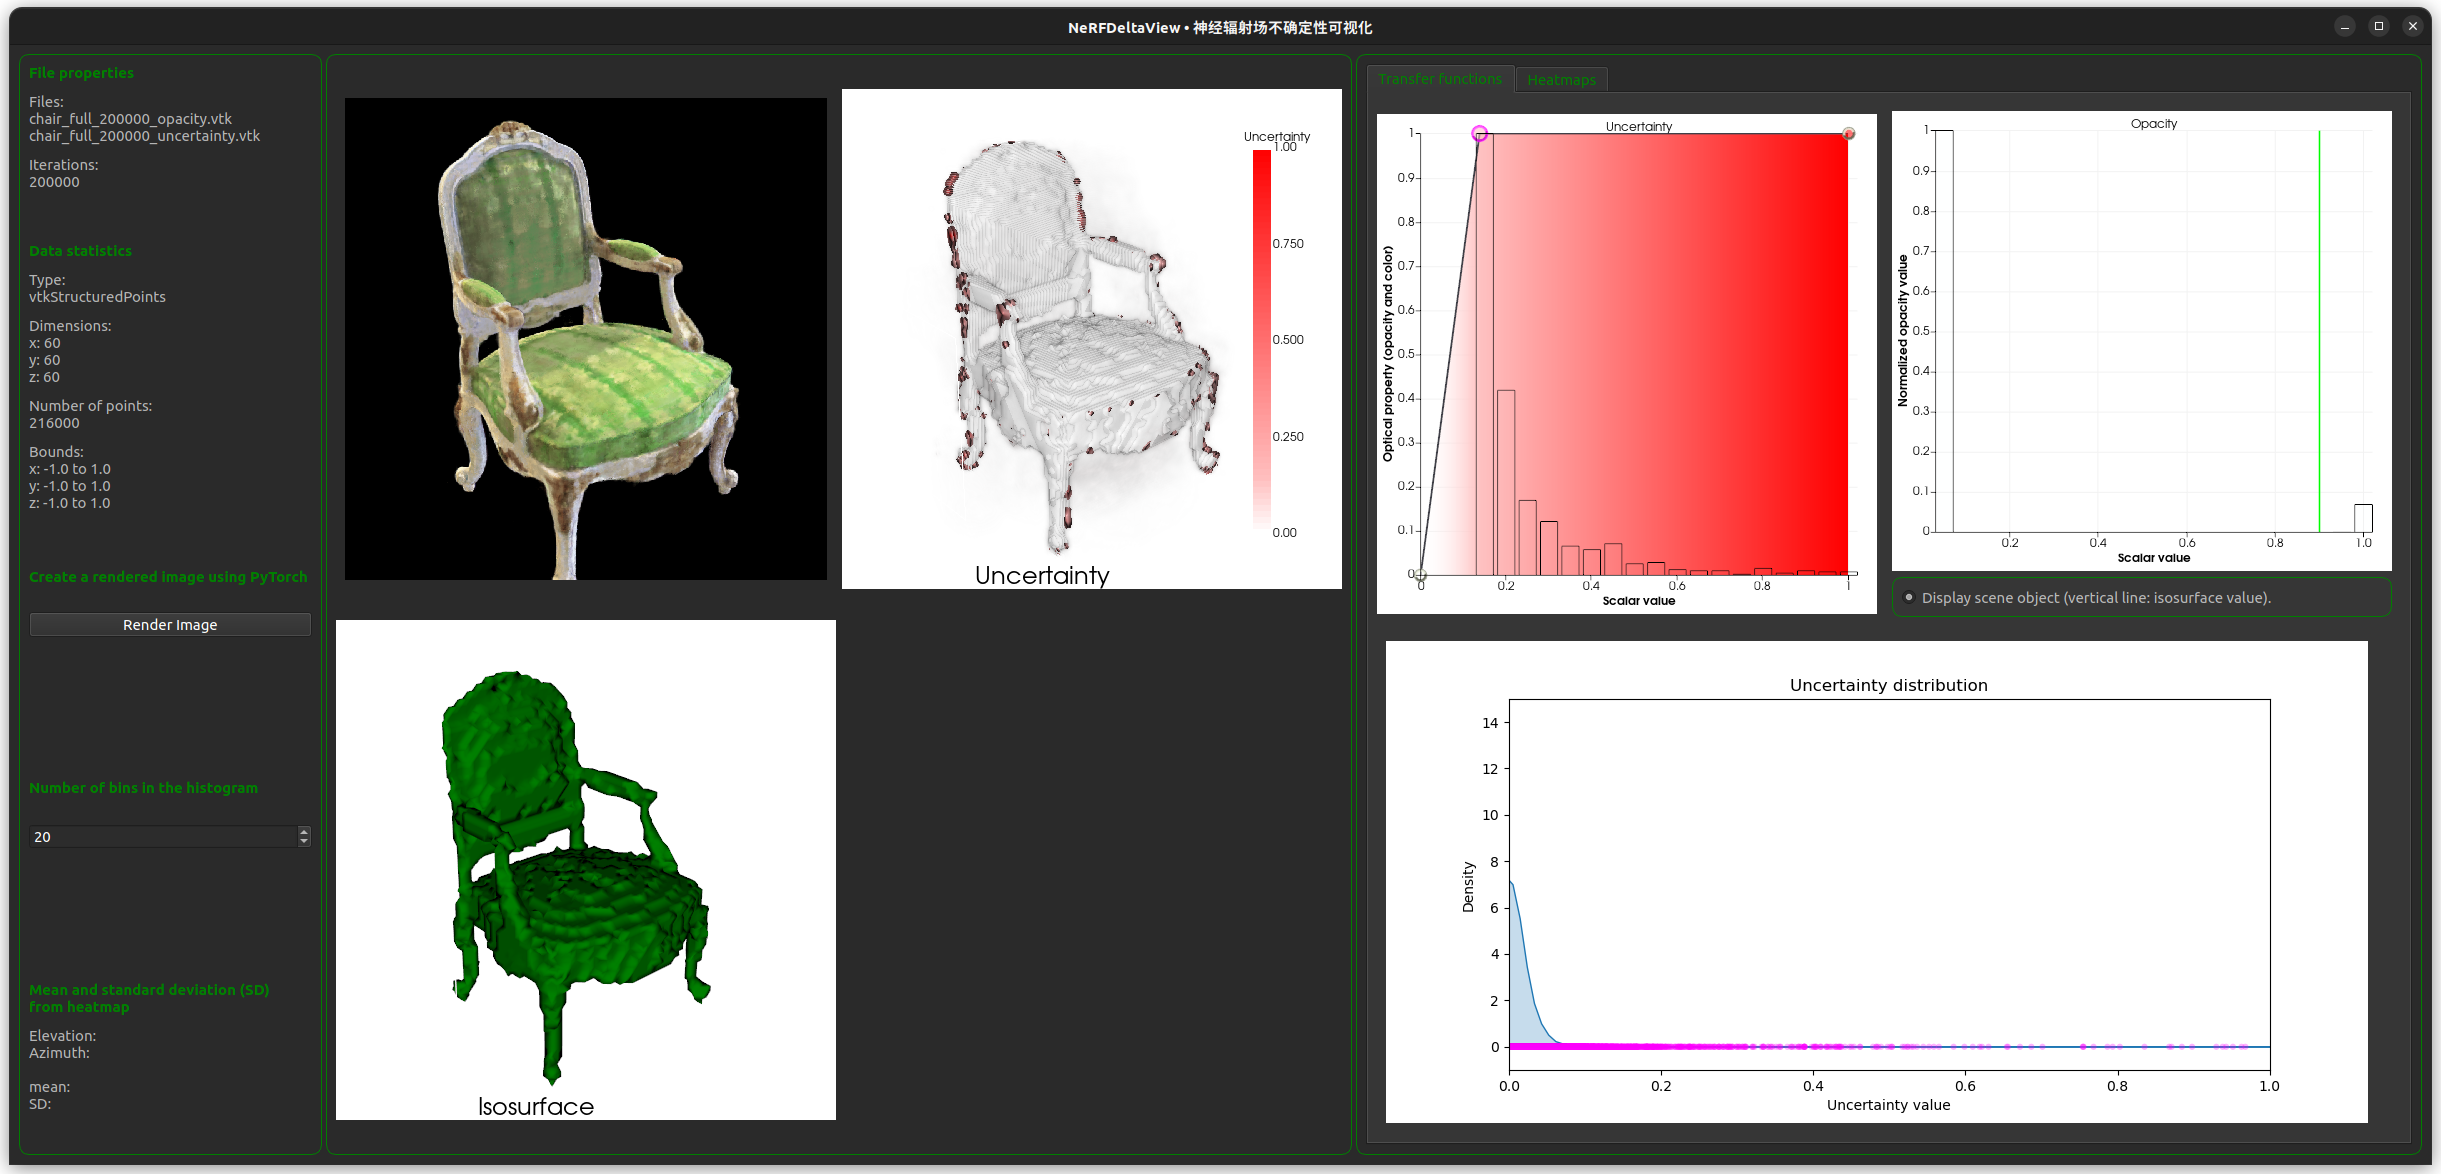 NeRFDeltaView • 神经辐射场不确定性可视化
File properties
Files:
chair_full_200000_opacity.vtk
chair_full_200000_uncertainty.vtk
Iterations:
200000
Data statistics
Type:
vtkStructuredPoints
Dimensions:
x: 60
y: 60
z: 60
Number of points:
216000
Bounds:
x: -1.0 to 1.0
y: -1.0 to 1.0
z: -1.0 to 1.0
Create a rendered image using PyTorch
Render Image
Number of bins in the histogram
20
Mean and standard deviation (SD)
from heatmap
Elevation:
Azimuth:
mean:
SD:
Uncertainty
1.00
0.750
0.500
0.250
0.00
Uncertainty
Isosurface
Transfer functions
Heatmaps
Uncertainty
Optical property (opacity and color)
1
0.9
0.8
0.7
0.6
0.5
0.4
0.3
0.2
0.1
0
0 0.2 0.4 0.6 0.8 1
Scalar value
Opacity
Normalized opacity value
1
0.9
0.8
0.7
0.6
0.5
0.4
0.3
0.2
0.1
0
0.2 0.4 0.6 0.8 1.0
Scalar value
Display scene object (vertical line: isosurface value).
Uncertainty distribution
Density
14
12
10
8
6
4
2
0
0.0 0.2 0.4 0.6 0.8 1.0
Uncertainty value